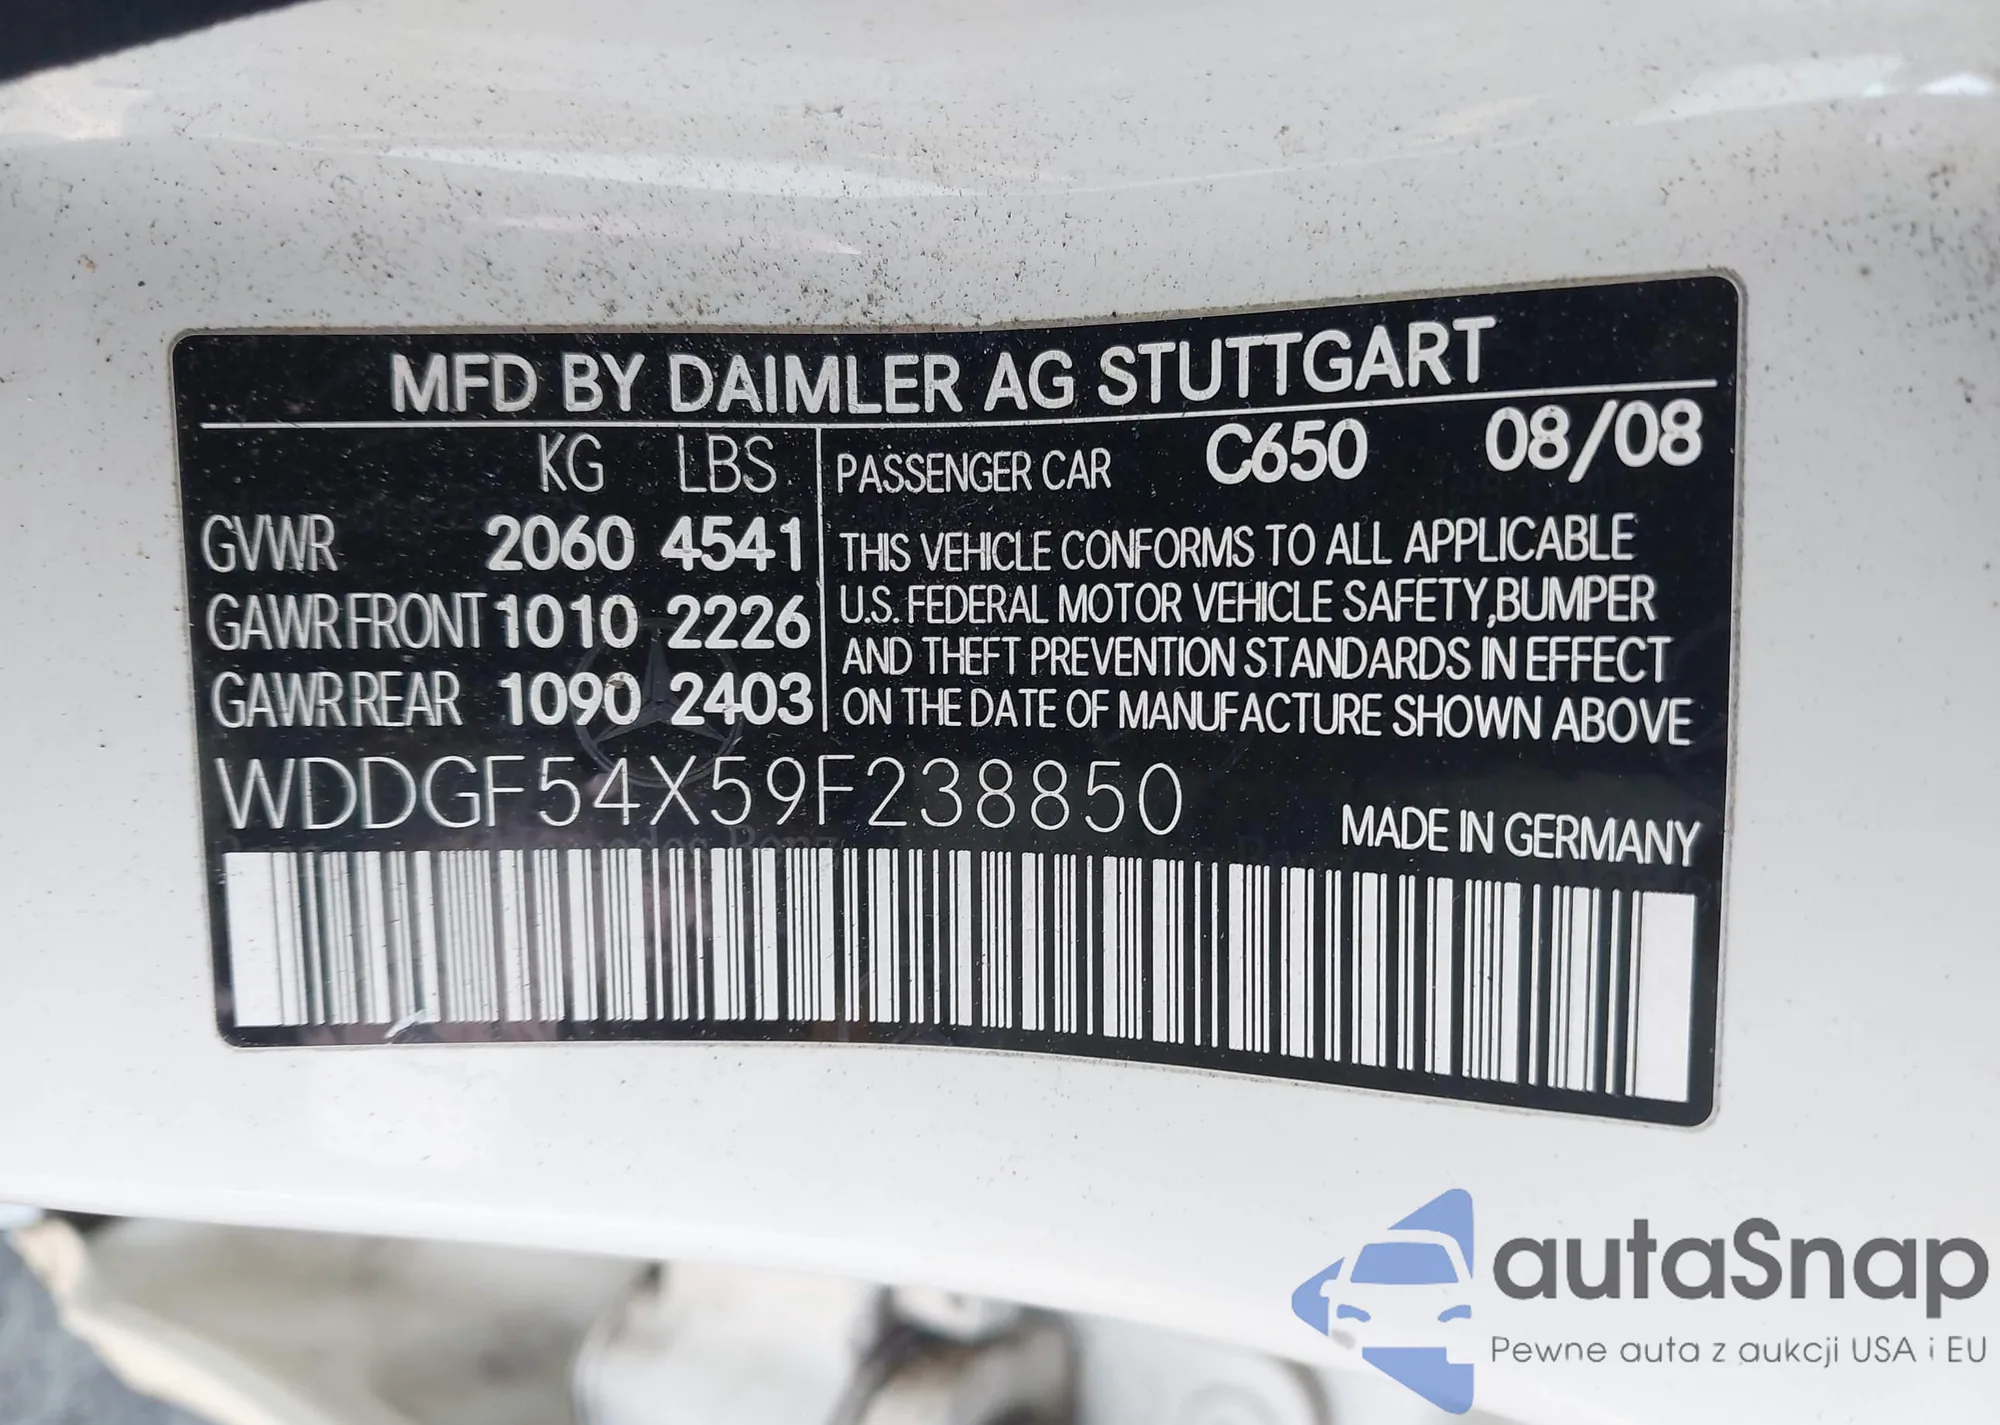 MFD BY DAIMLER AG STUTTGART
KG LBS
GVWR 2060 4541
GAWR FRONT 1010 2226
GAWR REAR 1090 2403
PASSENGER CAR C650 08/08
THIS VEHICLE CONFORMS TO ALL APPLICABLE
U.S. FEDERAL MOTOR VEHICLE SAFETY,BUMPER
AND THEFT PREVENTION STANDARDS IN EFFECT
ON THE DATE OF MANUFACTURE SHOWN ABOVE
WDDGF54X59F238850
MADE IN GERMANY
autaSnap
Pewne auta z aukcji USA i EU